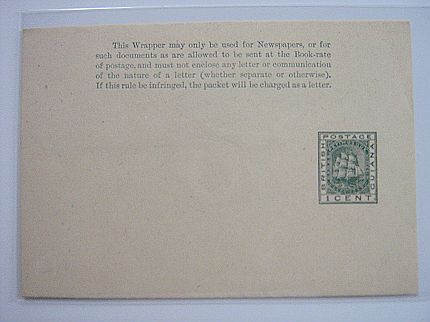 This Wrapper may only be used for Newspapers, or for
such documents as are allowed to be sent at the Book-rate
of postage, and must not enclose any letter or communication
of the nature of a letter (whether separate or otherwise).
If this rule be infringed, the packet will be charged as a letter.
POSTAGE
BRITISH
GUIANA
1 CENT